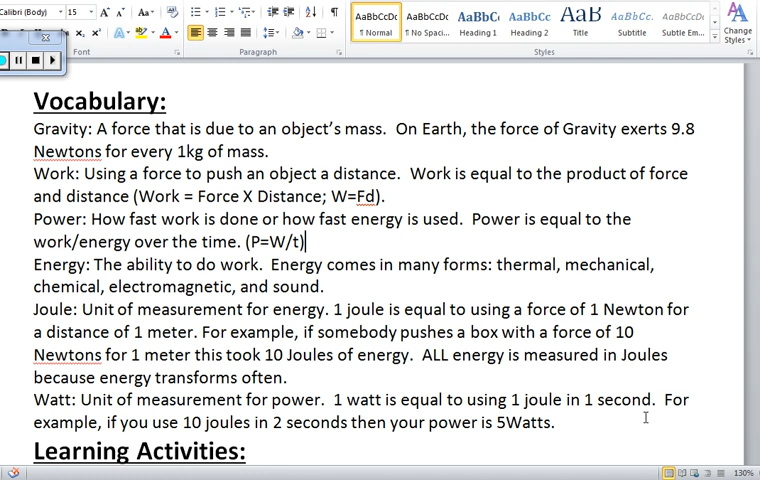 Calibri (Body) 15 A A Aa
AaBbCcDc AaBbCcDc AaBbC AaBbCc AaB AaBbCc. AaBbCcDc
¶ Normal ¶ No Spaci... Heading 1 Heading 2 Title Subtitle Subtle Em... Change
Styles
Font Paragraph Styles
Vocabulary:
Gravity: A force that is due to an object's mass. On Earth, the force of Gravity exerts 9.8
Newtons for every 1kg of mass.
Work: Using a force to push an object a distance. Work is equal to the product of force
and distance (Work = Force X Distance; W=Fd).
Power: How fast work is done or how fast energy is used. Power is equal to the
work/energy over the time. (P=W/t)
Energy: The ability to do work. Energy comes in many forms: thermal, mechanical,
chemical, electromagnetic, and sound.
Joule: Unit of measurement for energy. 1 joule is equal to using a force of 1 Newton for
a distance of 1 meter. For example, if somebody pushes a box with a force of 10
Newtons for 1 meter this took 10 Joules of energy. ALL energy is measured in Joules
because energy transforms often.
Watt: Unit of measurement for power. 1 watt is equal to using 1 joule in 1 second. For
example, if you use 10 joules in 2 seconds then your power is 5Watts.
Learning Activities:
130%